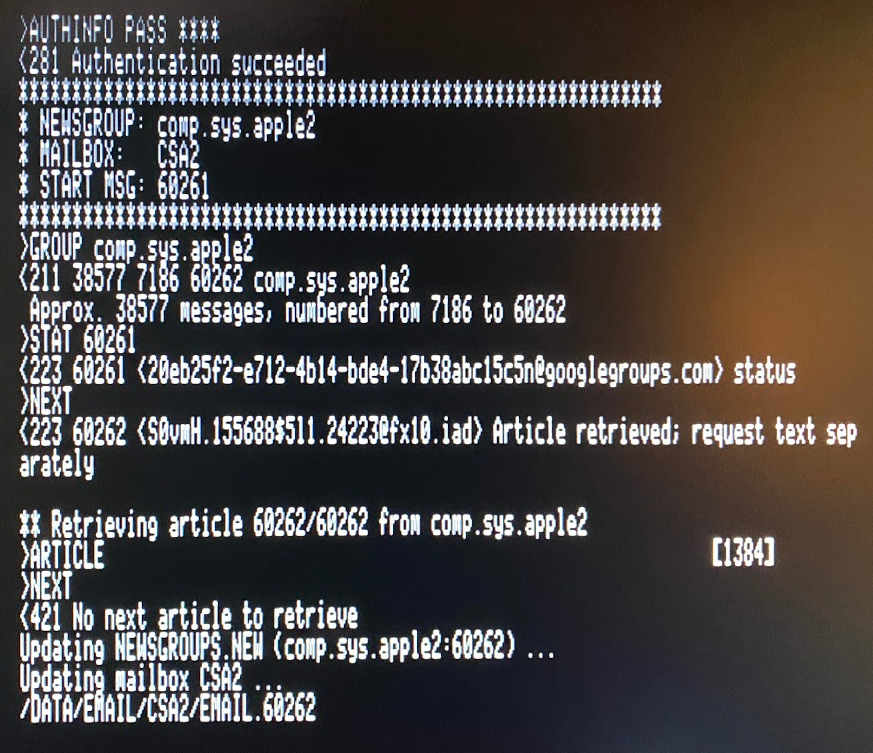 >AUTHINFO PASS ****
<281 Authentication succeeded
*************************************************************
* NEWSGROUP: comp.sys.apple2
* MAILBOX:   CSA2
* START MSG: 60261
*************************************************************
>GROUP comp.sys.apple2
<211 38577 7186 60262 comp.sys.apple2
 Approx. 38577 messages, numbered from 7186 to 60262
>STAT 60261
<223 60261 <20eb25f2-e712-4b14-bde4-17b38abc15c5n@googlegroups.com> status
>NEXT
<223 60262 <S0vmH.155688$5l1.24223@fx10.iad> Article retrieved; request text sep
arately

** Retrieving article 60262/60262 from comp.sys.apple2
>ARTICLE                                                          [1384]
>NEXT
<421 No next article to retrieve
Updating NEWSGROUPS.NEW (comp.sys.apple2:60262) ...
Updating mailbox CSA2 ...
/DATA/EMAIL/CSA2/EMAIL.60262